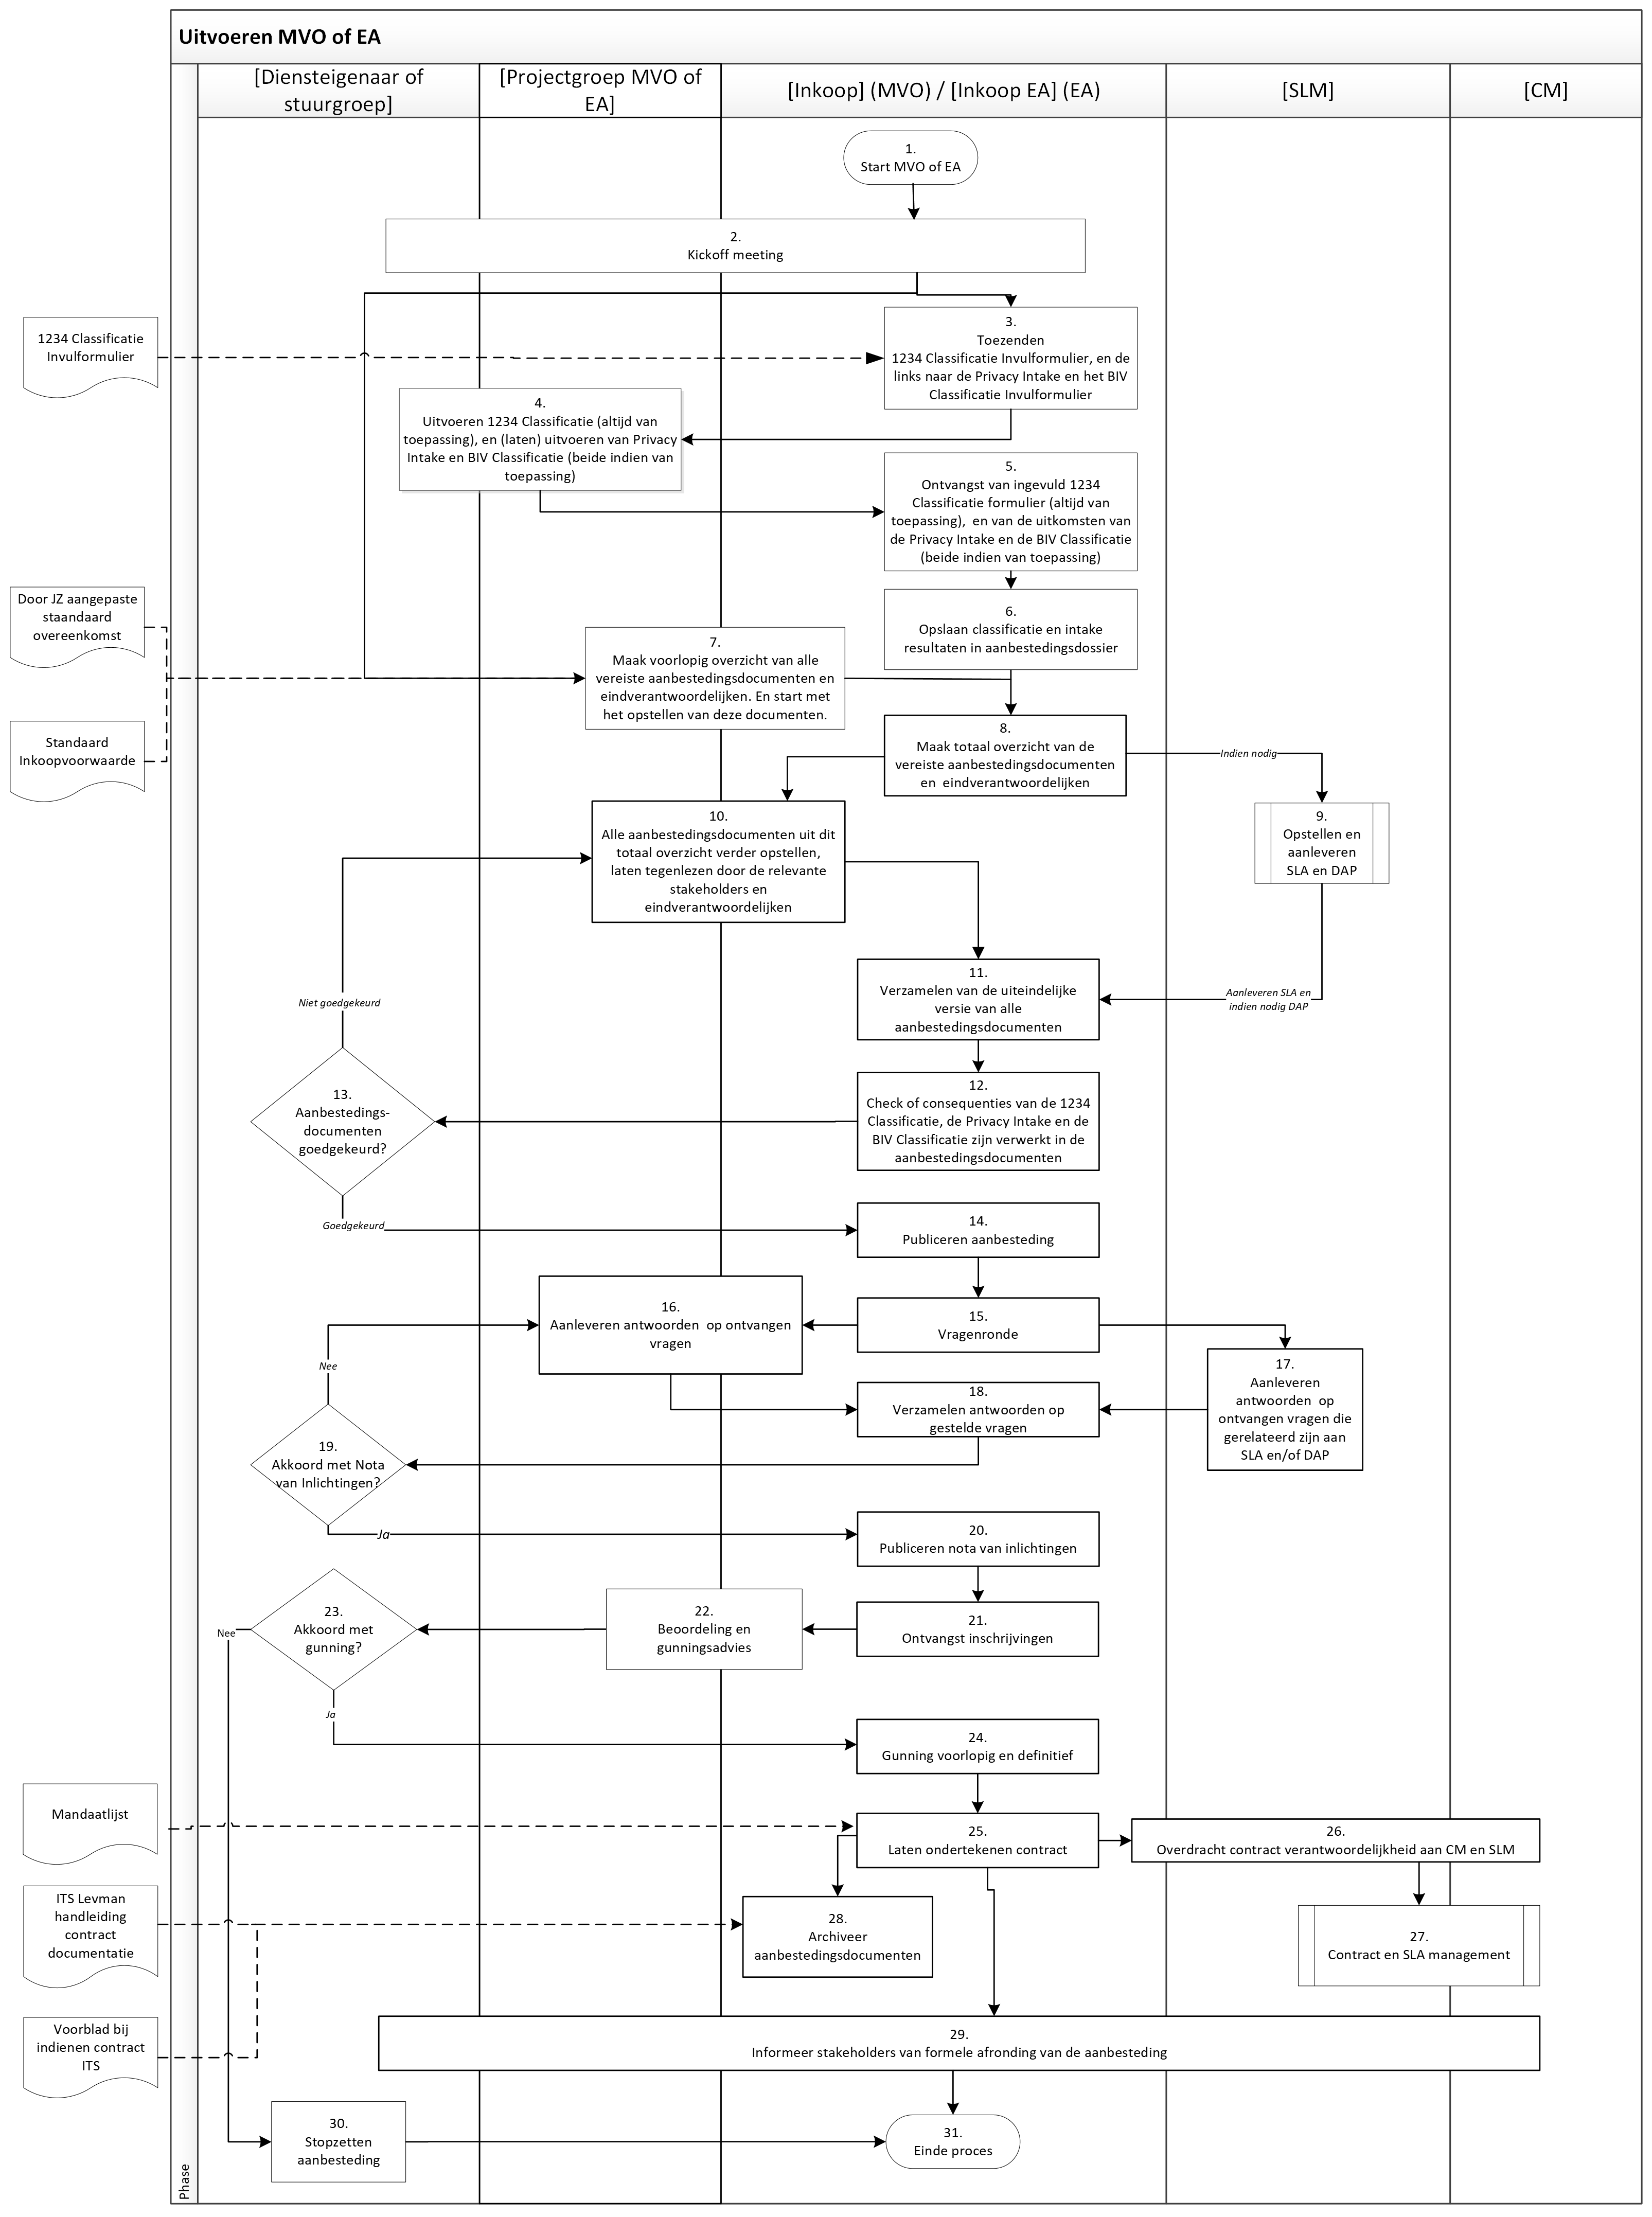 Uitvoeren MVO of EA
[Diensteigenaar of
stuurgroep]
[Projectgroep MVO of
EA]
[Inkoop] (MVO) / [Inkoop EA] (EA)
[SLM]
[CM]
1.
Start MVO of EA
2.
Kickoff meeting
1234 Classificatie
Invulformulier
3.
Toezenden
1234 Classificatie Invulformulier, en de
links naar de Privacy Intake en het BIV
Classificatie Invulformulier
4.
Uitvoeren 1234 Classificatie (altijd van
toepassing), en (laten) uitvoeren van Privacy
Intake en BIV Classificatie (beide indien van
toepassing)
5.
Ontvangst van ingevuld 1234
Classificatie formulier (altijd van
toepassing),  en van de uitkomsten van
de Privacy Intake en de BIV Classificatie
(beide indien van toepassing)
Door JZ aangepaste
staandaard
overeenkomst
6.
Opslaan classificatie en intake
resultaten in aanbestedingsdossier
7.
Maak voorlopig overzicht van alle
vereiste aanbestedingsdocumenten en
eindverantwoordelijken. En start met
het opstellen van deze documenten.
Standaard
Inkoopvoorwaarde
8.
Maak totaal overzicht van de
vereiste aanbestedingsdocumenten
en  eindverantwoordelijken
Indien nodig
9.
Opstellen en
aanleveren
SLA en DAP
10.
Alle aanbestedingsdocumenten uit dit
totaal overzicht verder opstellen,
laten tegenlezen door de relevante
stakeholders en
eindverantwoordelijken
11.
Verzamelen van de uiteindelijke
versie van alle
aanbestedingsdocumenten
Aanleveren SLA en
indien nodig DAP
Niet goedgekeurd
12.
Check of consequenties van de 1234
Classificatie, de Privacy Intake en de
BIV Classificatie zijn verwerkt in de
aanbestedingsdocumenten
13.
Aanbestedings-
documenten
goedgekeurd?
Goedgekeurd
14.
Publiceren aanbesteding
15.
Vragenronde
16.
Aanleveren antwoorden  op ontvangen
vragen
17.
Aanleveren
antwoorden  op
ontvangen vragen die
gerelateerd zijn aan
SLA en/of DAP
Nee
18.
Verzamelen antwoorden op
gestelde vragen
19.
Akkoord met Nota
van Inlichtingen?
Ja
20.
Publiceren nota van inlichtingen
21.
Ontvangst inschrijvingen
22.
Beoordeling en
gunningsadvies
23.
Akkoord met
gunning?
Nee
Ja
24.
Gunning voorlopig en definitief
Mandaatlijst
25.
Laten ondertekenen contract
26.
Overdracht contract verantwoordelijkheid aan CM en SLM
ITS Levman
handleiding
contract
documentatie
28.
Archiveer
aanbestedingsdocumenten
27.
Contract en SLA management
Voorblad bij
indienen contract
ITS
29.
Informeer stakeholders van formele afronding van de aanbesteding
30.
Stopzetten
aanbesteding
31.
Einde proces
Phase